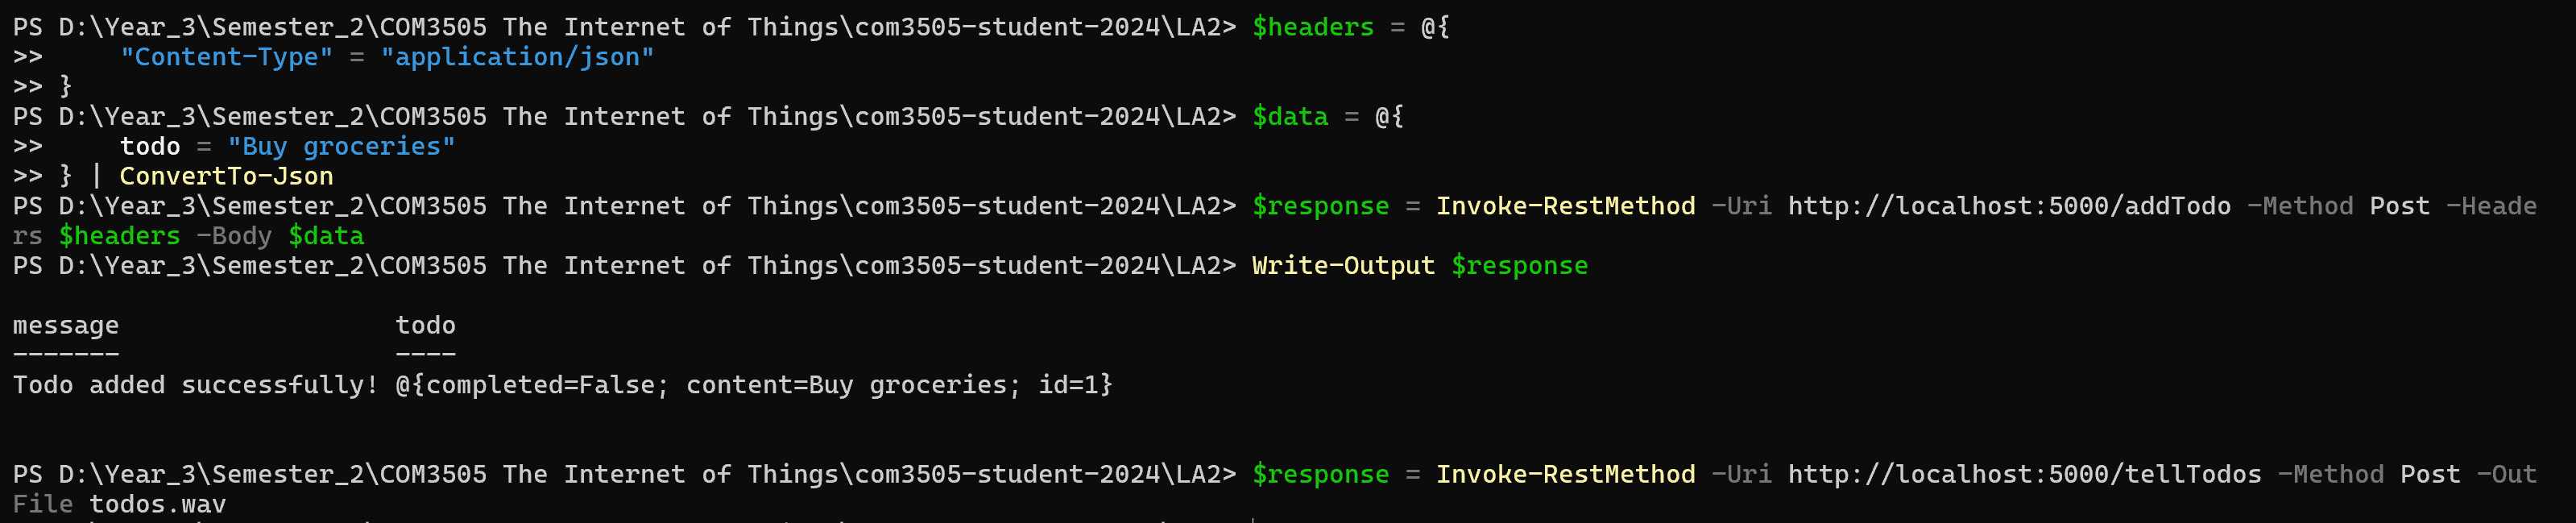 PS D:\Year_3\Semester_2\COM3505 The Internet of Things\com3505-student-2024\LA2> $headers = @{
>>     "Content-Type" = "application/json"
>> }
PS D:\Year_3\Semester_2\COM3505 The Internet of Things\com3505-student-2024\LA2> $data = @{
>>     todo = "Buy groceries"
>> } | ConvertTo-Json
PS D:\Year_3\Semester_2\COM3505 The Internet of Things\com3505-student-2024\LA2> $response = Invoke-RestMethod -Uri http://localhost:5000/addTodo -Method Post -Heade
rs $headers -Body $data
PS D:\Year_3\Semester_2\COM3505 The Internet of Things\com3505-student-2024\LA2> Write-Output $response
message                  todo
-------                  ----
Todo added successfully! @{completed=False; content=Buy groceries; id=1}
PS D:\Year_3\Semester_2\COM3505 The Internet of Things\com3505-student-2024\LA2> $response = Invoke-RestMethod -Uri http://localhost:5000/tellTodos -Method Post -Out
File todos.wav